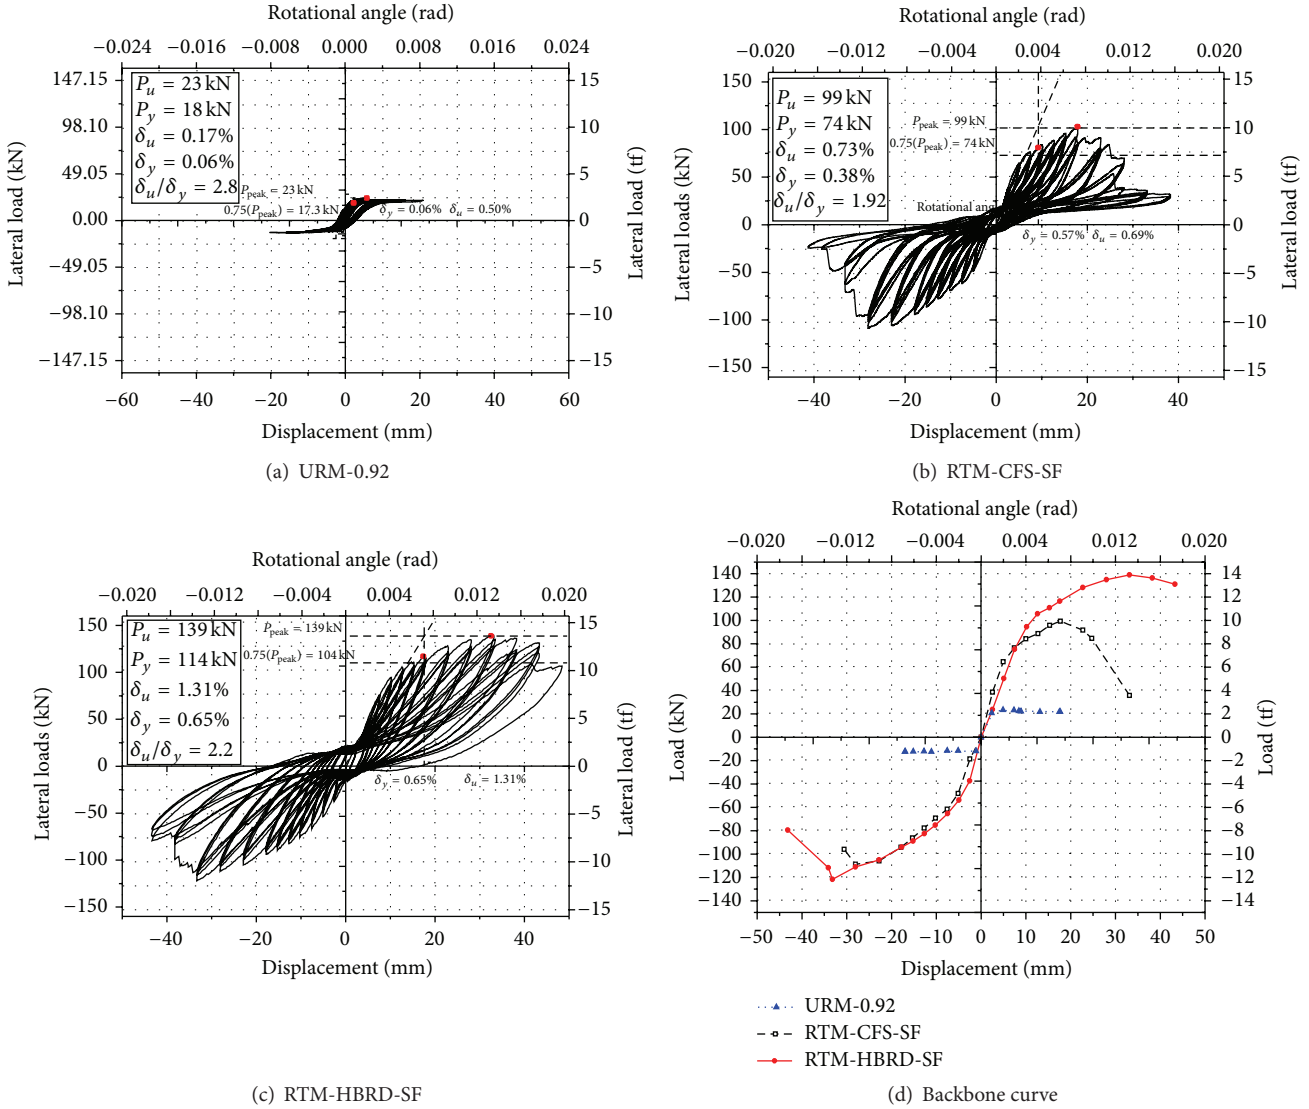 Rotational angle (rad)
−0.024 −0.016 −0.008 0.000 0.008 0.016 0.024
147.15
98.10
49.05
0.00
−49.05
−98.10
−147.15
Lateral load (kN)
P_u = 23 kN
P_y = 18 kN
δ_u = 0.17%
δ_y = 0.06%
δ_u/δ_y = 2.8
P_peak = 23 kN
0.75(P_peak) = 17.3 kN
δ_y = 0.06% δ_u = 0.50%
15
10
5
0
−5
−10
−15
Lateral load (tf)
−60 −40 −20 0 20 40 60
Displacement (mm)
(a) URM-0.92
Rotational angle (rad)
−0.020 −0.012 −0.004 0.004 0.012 0.020
150
100
50
0
−50
−100
−150
Lateral loads (kN)
P_u = 99 kN
P_y = 74 kN
δ_u = 0.73%
δ_y = 0.38%
δ_u/δ_y = 1.92
P_peak = 99 kN
0.75(P_peak) = 74 kN
Rotational ang
δ_y = 0.57% δ_u = 0.69%
15
10
5
0
−5
−10
−15
Lateral load (tf)
−40 −20 0 20 40
Displacement (mm)
(b) RTM-CFS-SF
Rotational angle (rad)
−0.020 −0.012 −0.004 0.004 0.012 0.020
150
100
50
0
−50
−100
−150
Lateral loads (kN)
P_u = 139 kN
P_y = 114 kN
δ_u = 1.31%
δ_y = 0.65%
δ_u/δ_y = 2.2
P_peak = 139 kN
0.75(P_peak) = 104 kN
δ_y = 0.65% δ_u = 1.31%
15
10
5
0
−5
−10
−15
Lateral load (tf)
−40 −20 0 20 40
Displacement (mm)
(c) RTM-HBRD-SF
Rotational angle (rad)
−0.020 −0.012 −0.004 0.004 0.012 0.020
140
120
100
80
60
40
20
0
−20
−40
−60
−80
−100
−120
−140
Load (kN)
14
12
10
8
6
4
2
0
−2
−4
−6
−8
−10
−12
−14
Load (tf)
−50 −40 −30 −20 −10 0 10 20 30 40 50
Displacement (mm)
URM-0.92
RTM-CFS-SF
RTM-HBRD-SF
(d) Backbone curve